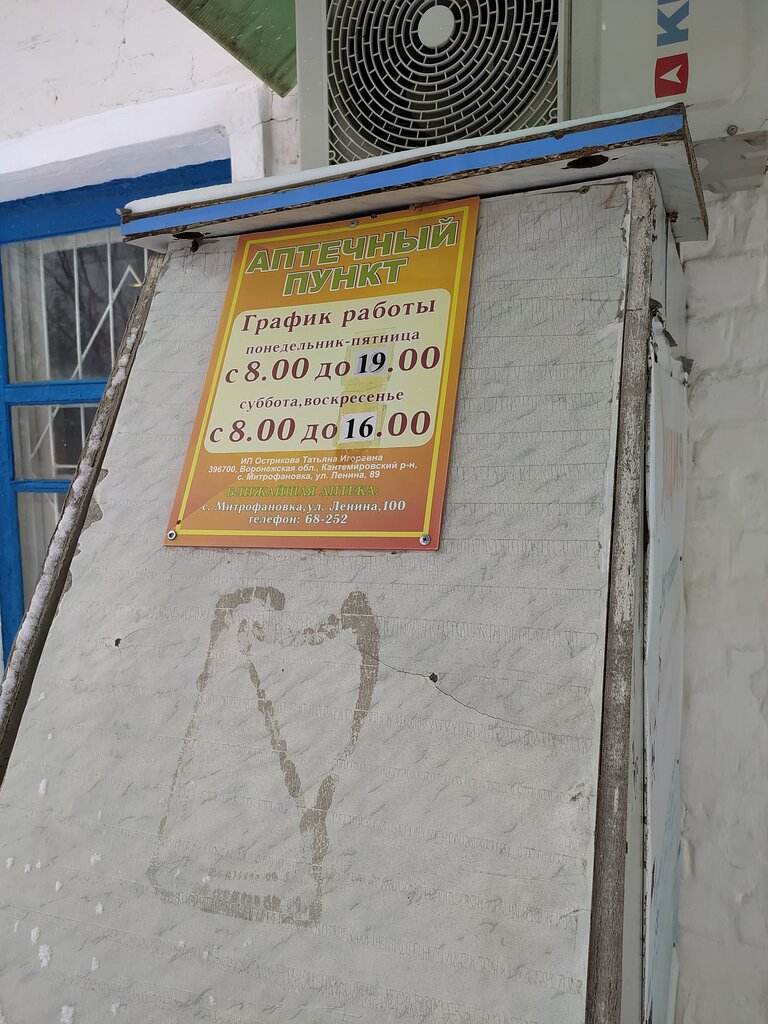 АПТЕЧНЫЙ
ПУНКТ
График работы
понедельник-пятница
с 8.00 до 19.00
суббота,воскресенье
с 8.00 до 16.00
ИП Острикова Татьяна Игоревна
396700, Воронежская обл., Кантемировский р-н,
с. Митрофановка, ул. Ленина, 89
БЛИЖАЙШАЯ АПТЕКА:
с. Митрофановка,ул. Ленина,100
телефон: 68-252